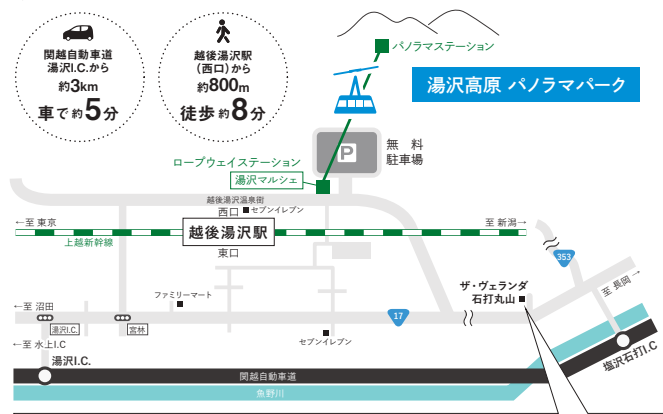 関越自動車道
湯沢I.C.から
約3km
車で約5分
越後湯沢駅
(西口)から
約800m
徒歩約8分
パノラマステーション
湯沢高原 パノラマパーク
P
無 料
駐車場
ロープウェイステーション
湯沢マルシェ
越後湯沢温泉街
西口
セブンイレブン
←至 東京
至 新潟→
上越新幹線
越後湯沢駅
東口
353
ザ・ヴェランダ
石打丸山
至 長岡 →
ファミリーマート
←至 沼田
湯沢I.C.
宮林
17
セブンイレブン
←至 水上I.C
湯沢I.C.
塩沢石打I.C
関越自動車道
魚野川